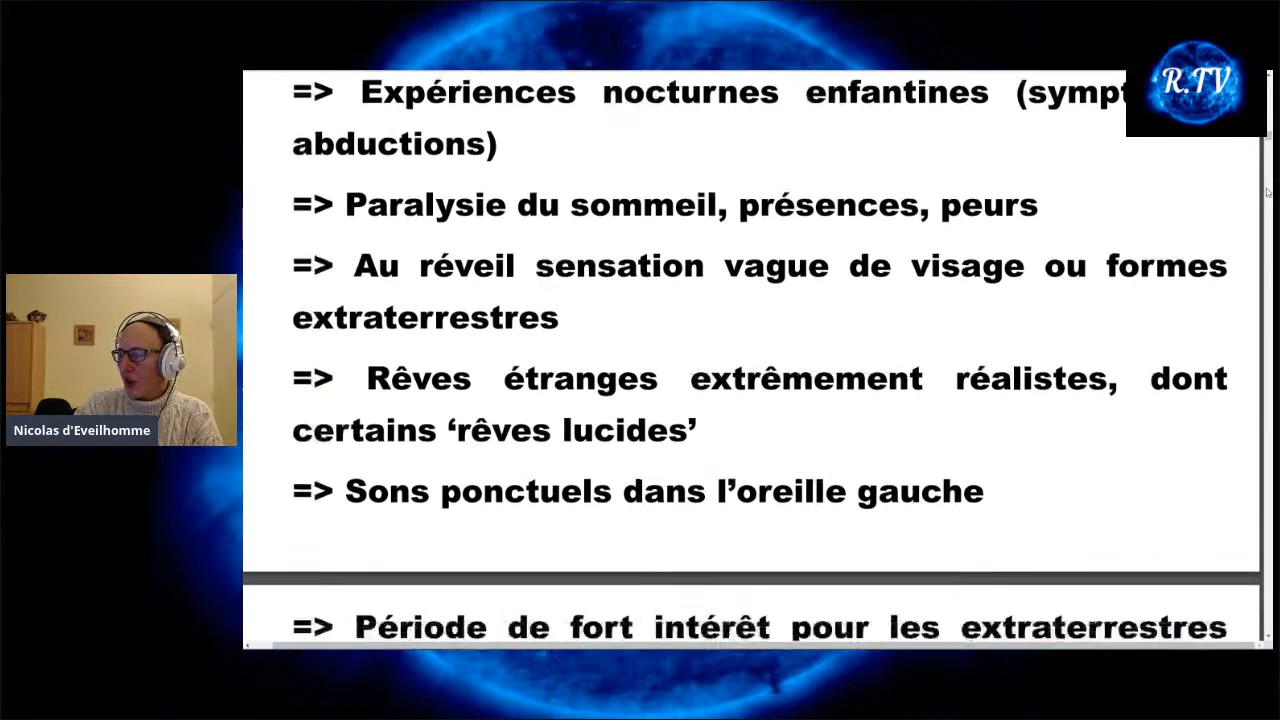 => Expériences nocturnes enfantines
abductions)
=> Paralysie du sommeil, présences, peurs
=> Au réveil sensation vague de visage ou formes
extraterrestres
=> Rêves étranges extrêmement réalistes, dont
certains ‘rêves lucides’
=> Sons ponctuels dans l’oreille gauche
=> Période de fort intérêt pour les extraterrestres
R.TV
Nicolas d'Eveilhomme